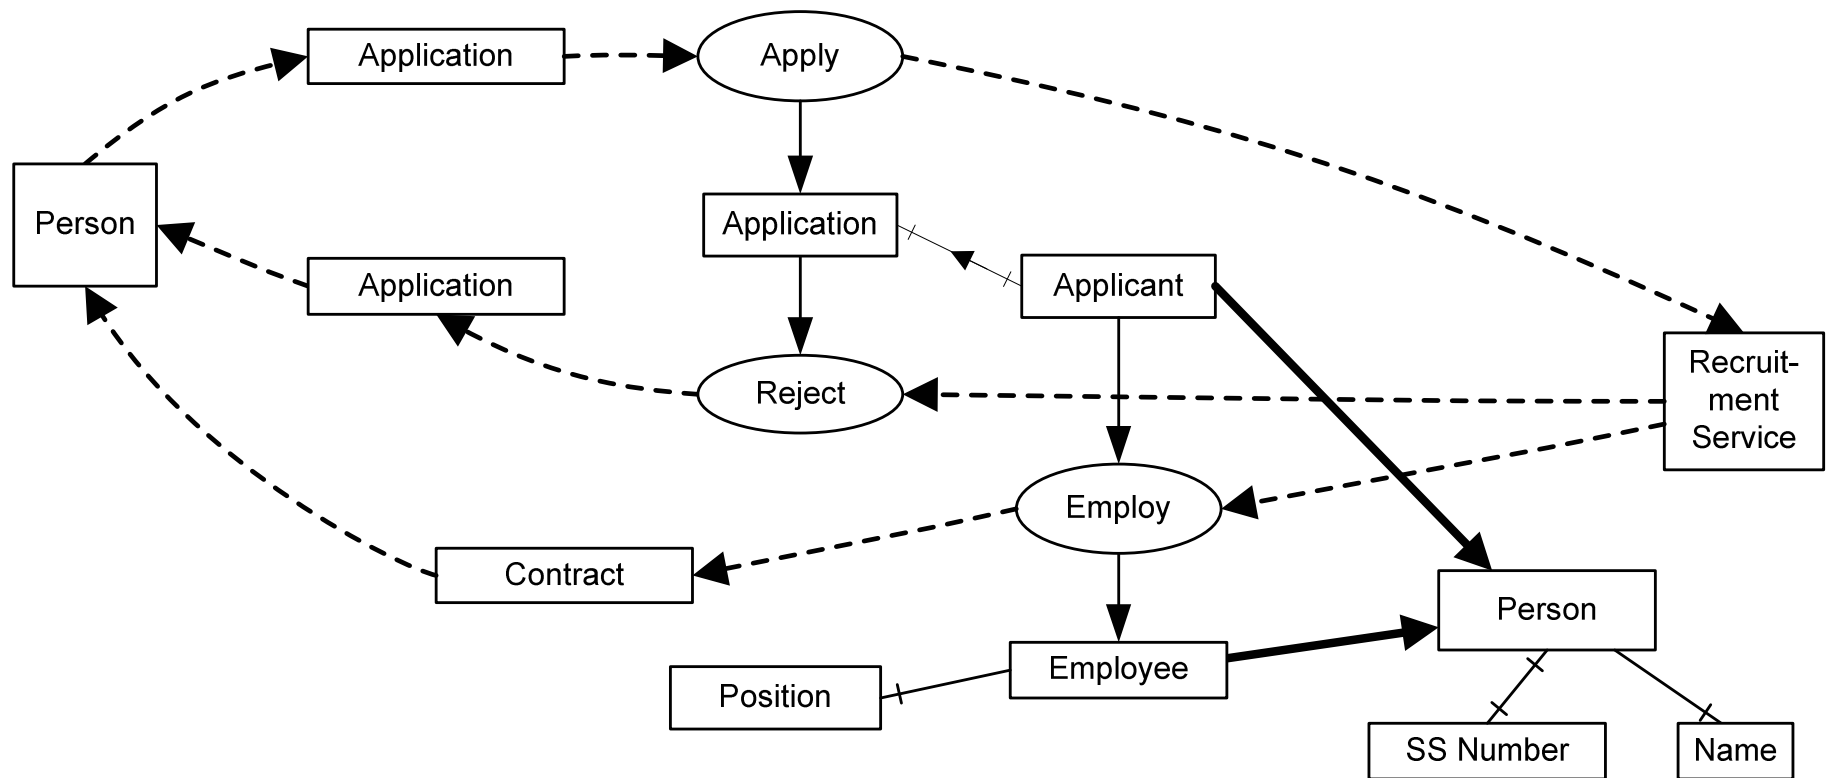 Application
Apply
Person
Application
Application
Applicant
Recruit-
ment
Service
Reject
Employ
Contract
Person
Employee
Position
SS Number
Name